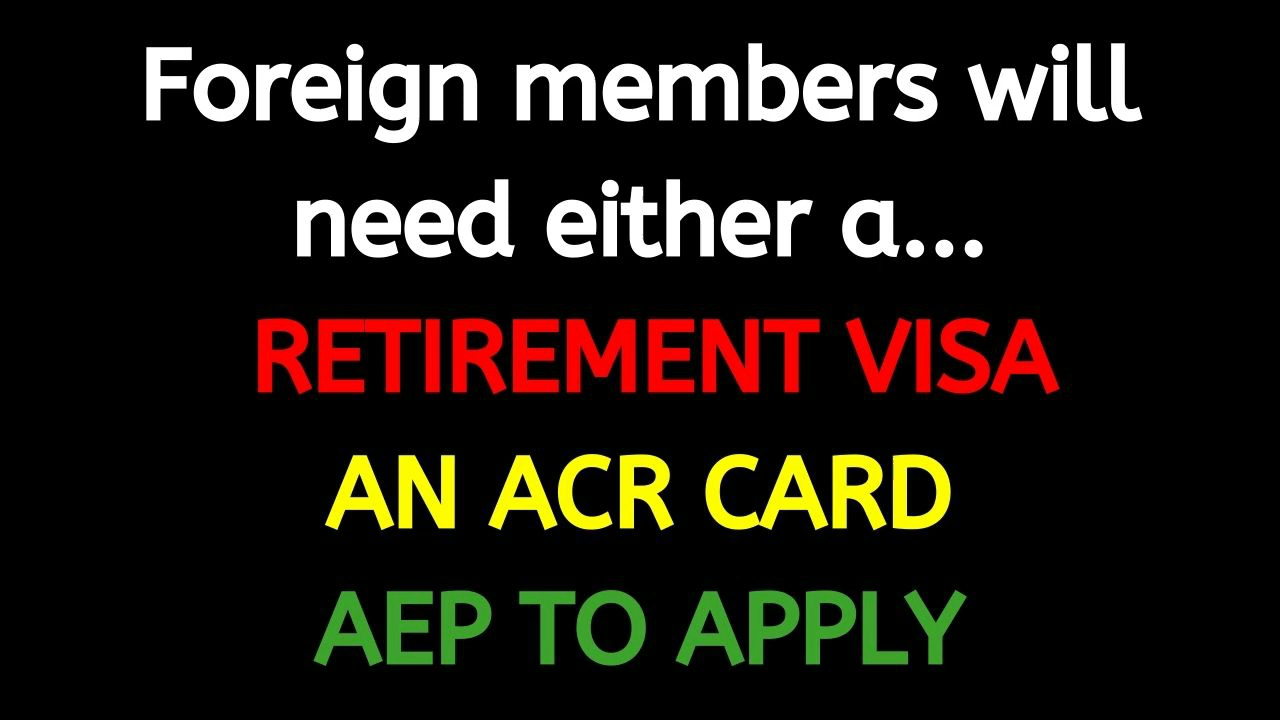 Foreign members will
need either a...
RETIREMENT VISA
AN ACR CARD
AEP TO APPLY